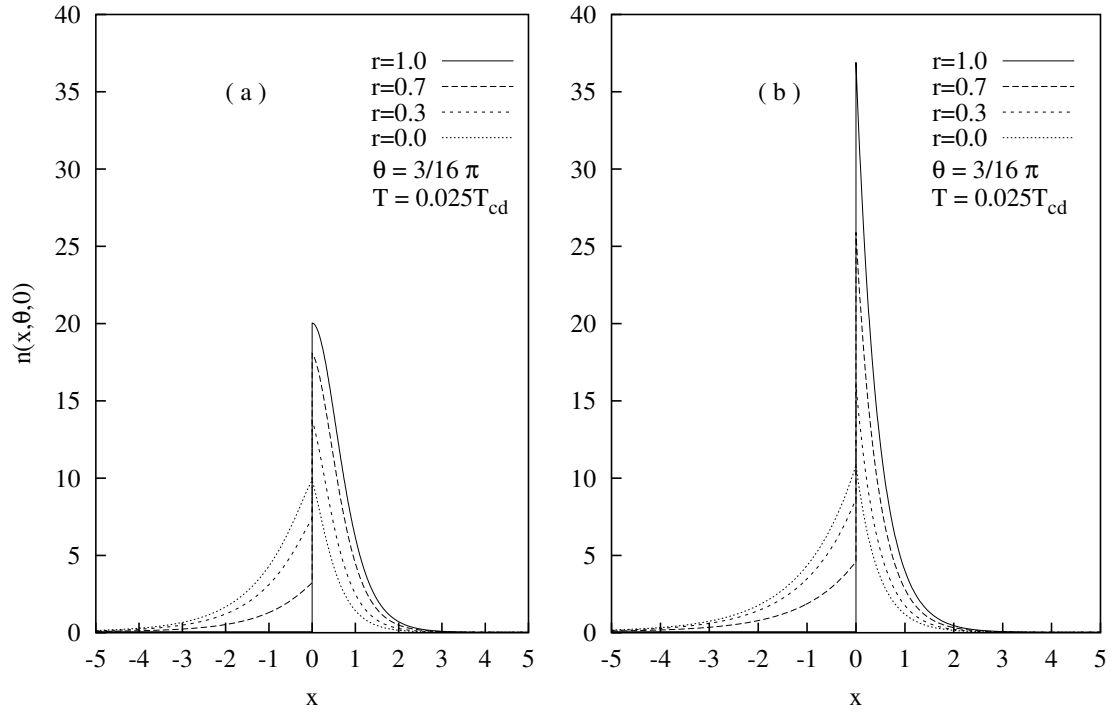 n(x,θ,0)
40
35
30
25
20
15
10
5
0
( a )
r=1.0
r=0.7
r=0.3
r=0.0
θ = 3/16 π
T = 0.025T_cd
-5 -4 -3 -2 -1 0 1 2 3 4 5
x
40
35
30
25
20
15
10
5
0
( b )
r=1.0
r=0.7
r=0.3
r=0.0
θ = 3/16 π
T = 0.025T_cd
-5 -4 -3 -2 -1 0 1 2 3 4 5
x